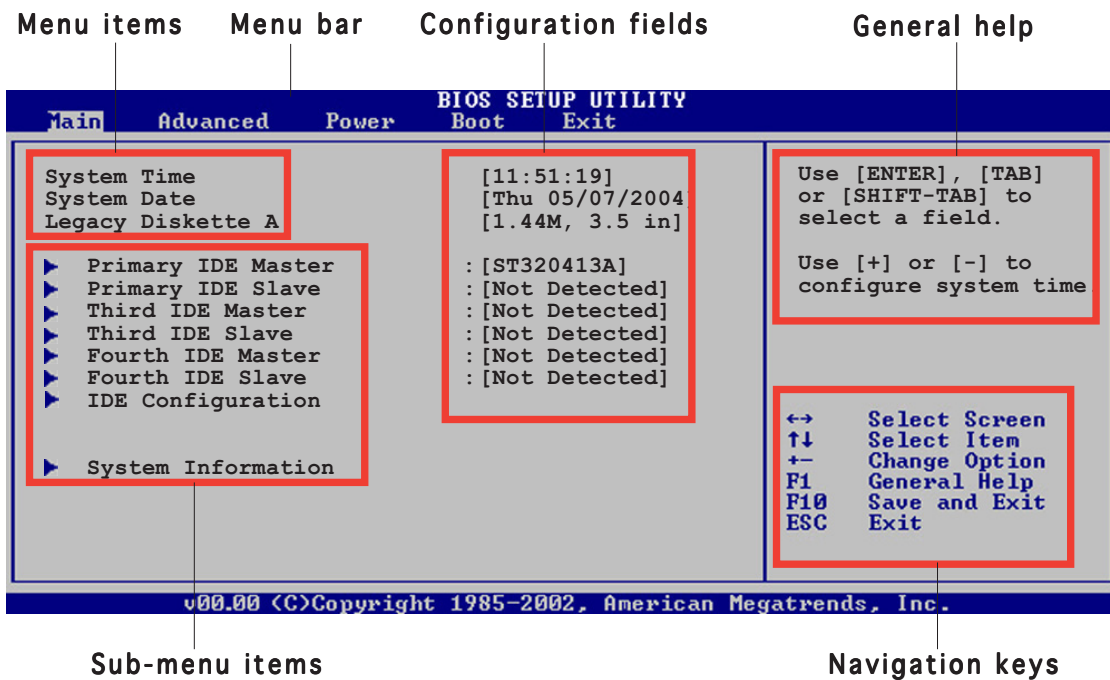 Menu items Menu bar Configuration fields General help
BIOS SETUP UTILITY
Main Advanced Power Boot Exit
System Time [11:51:19]
System Date [Thu 05/07/2004]
Legacy Diskette A [1.44M, 3.5 in]
Primary IDE Master :[ST320413A]
Primary IDE Slave :[Not Detected]
Third IDE Master :[Not Detected]
Third IDE Slave :[Not Detected]
Fourth IDE Master :[Not Detected]
Fourth IDE Slave :[Not Detected]
IDE Configuration
System Information
Use [ENTER], [TAB]
or [SHIFT-TAB] to
select a field.
Use [+] or [-] to
configure system time
←→ Select Screen
↑↓ Select Item
+- Change Option
F1 General Help
F10 Save and Exit
ESC Exit
v00.00 (C)Copyright 1985-2002, American Megatrends, Inc.
Sub-menu items Navigation keys